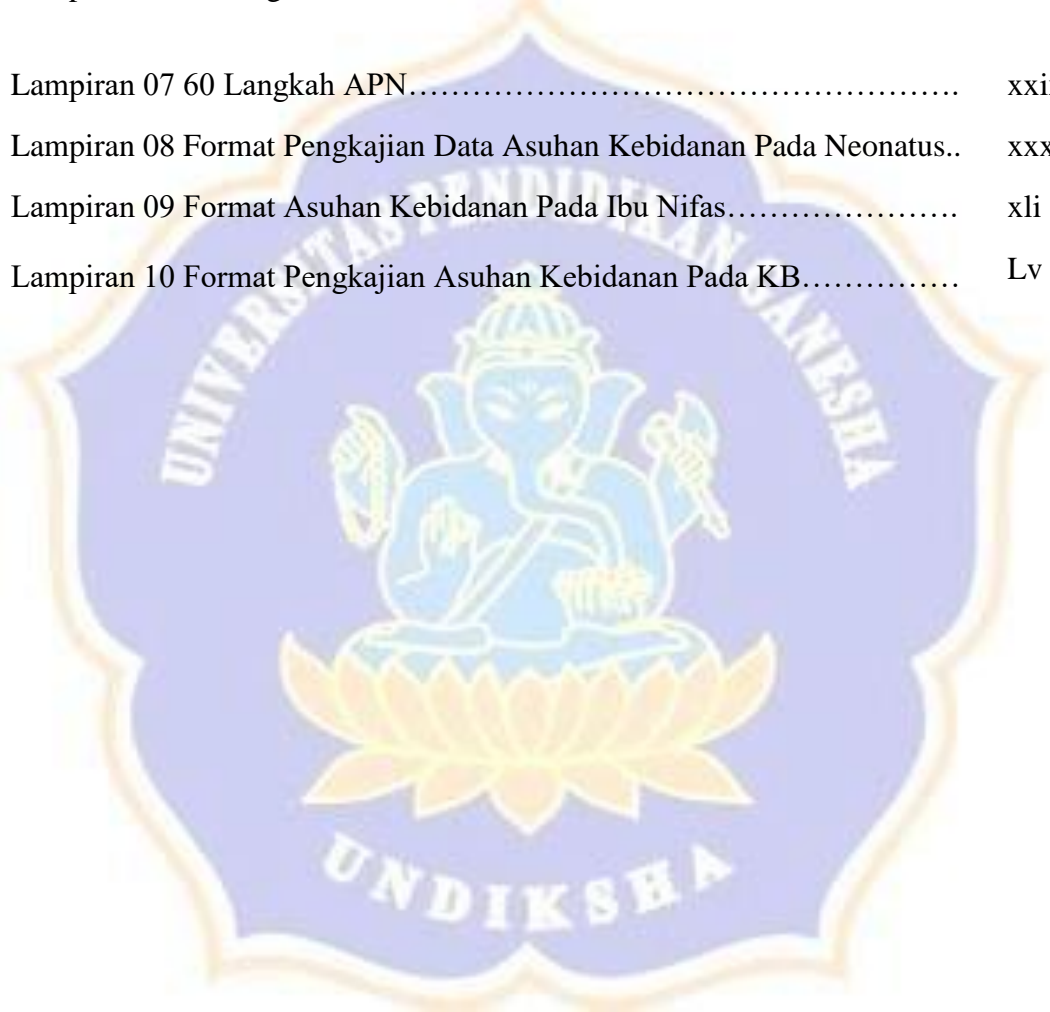 Lampiran 07 60 Langkah APN……………………………………………. 
Lampiran 08 Format Pengkajian Data Asuhan Kebidanan Pada Neonatus..
Lampiran 09 Format Asuhan Kebidanan Pada Ibu Nifas…………………. xli
Lampiran 10 Format Pengkajian Asuhan Kebidanan Pada KB…………… Lv
UNIVERSITAS PENDIDIKAN GANESHA
UNDIKSHA